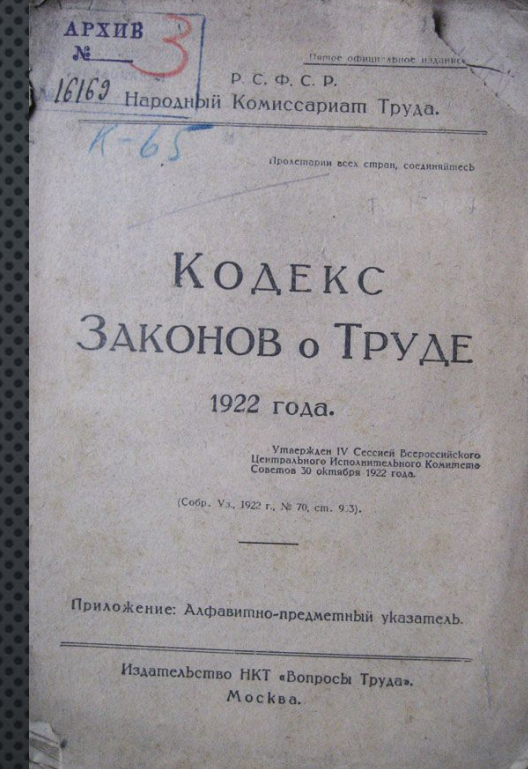 АРХИВ
№
3
16169
Пятое официальное издание
Р. С. Ф. С. Р.
Народный Комиссариат Труда.
К-65
Пролетарии всех стран, соединяйтесь
КОДЕКС
ЗАКОНОВ о ТРУДЕ
1922 года.
Утвержден IV Сессией Всероссийского
Центрального Исполнительного Комитета
Советов 30 октября 1922 года.
(Собр. Уз., 1922 г., № 70, ст. 9.3).
Приложение: Алфавитно-предметный указатель.
Издательство НКТ «Вопросы Труда».
Москва.